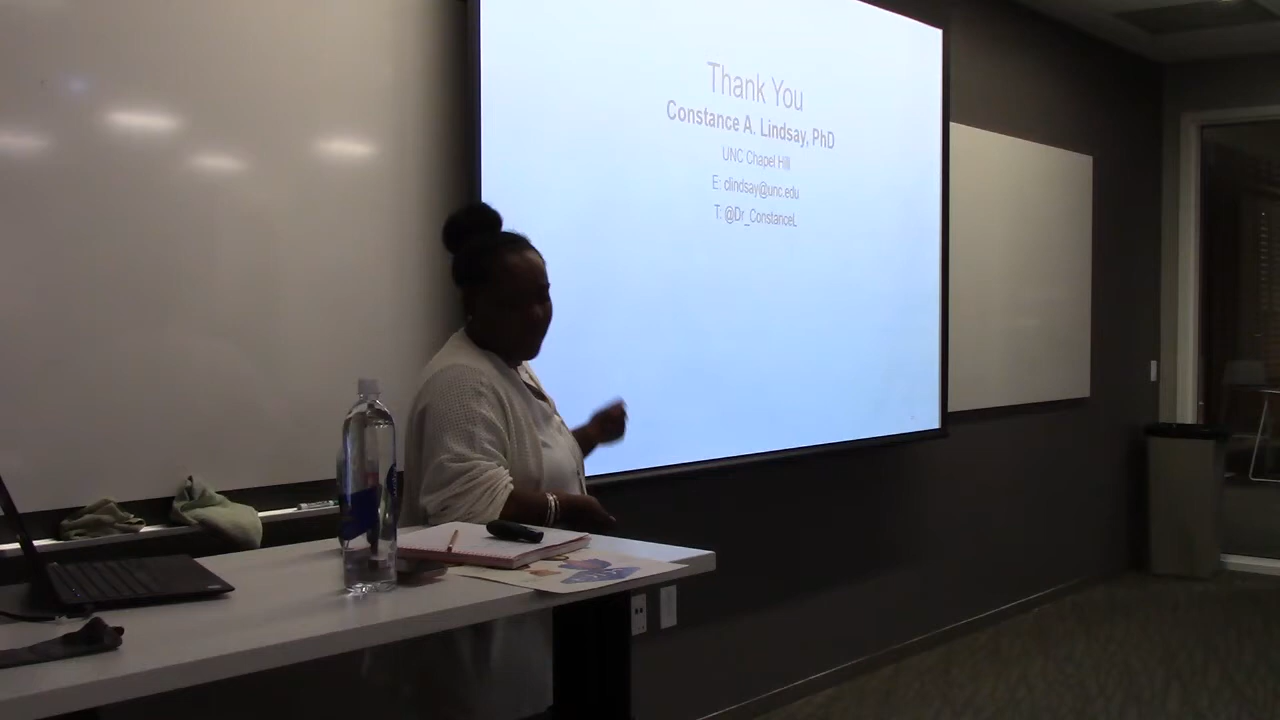 Thank You
Constance A. Lindsay, PhD
UNC Chapel Hill
E: clindsay@unc.edu
T: @Dr_ConstanceL